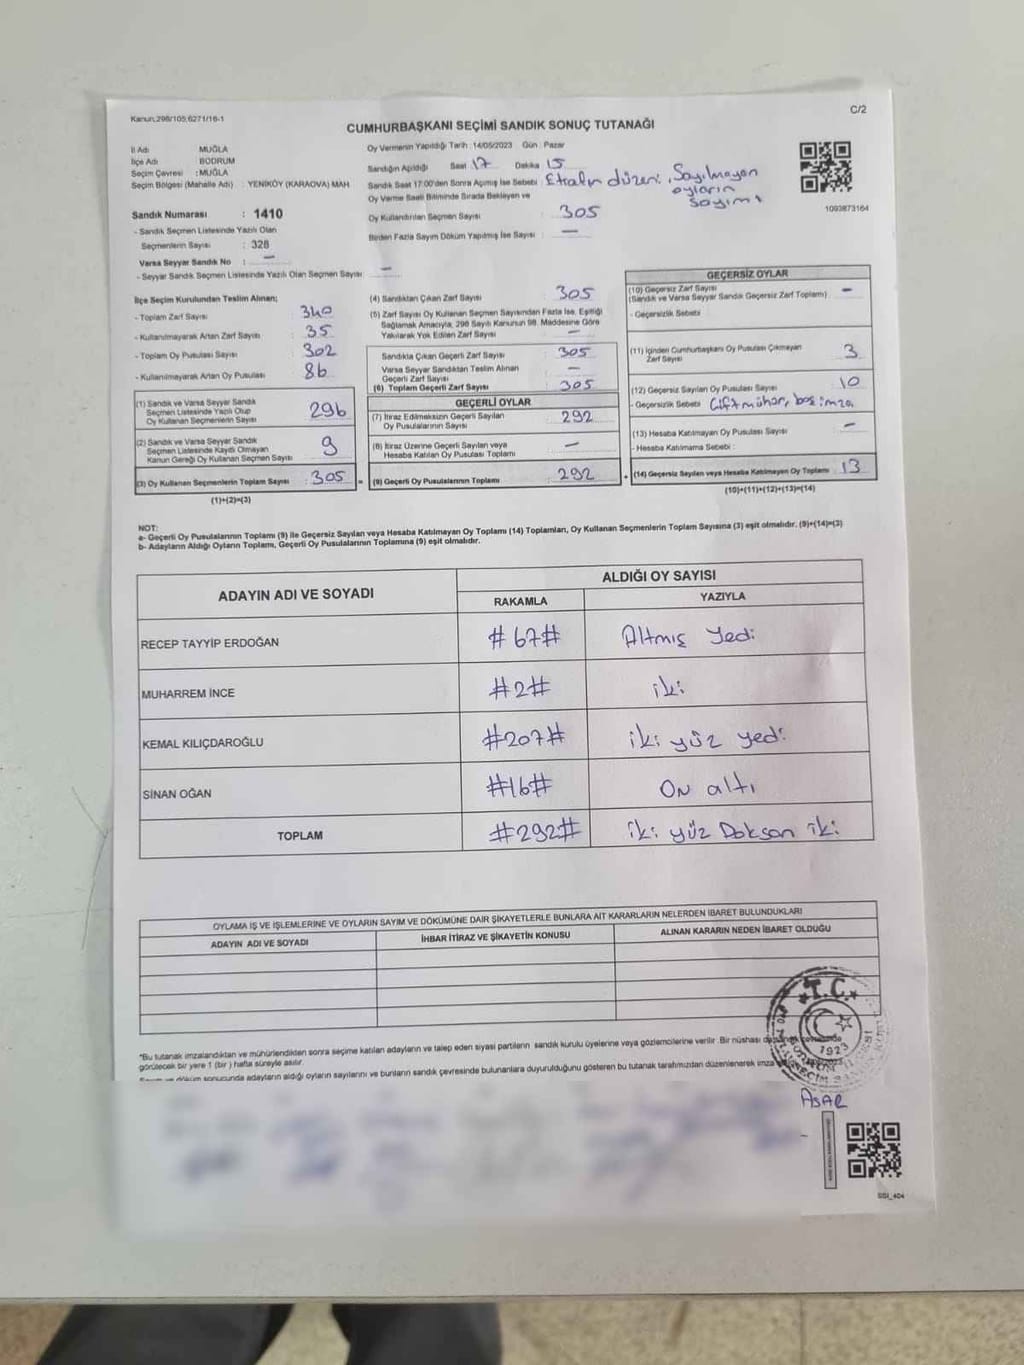 Kanun;298/105;6271/16-1
C/2
CUMHURBAŞKANI SEÇİMİ SANDIK SONUÇ TUTANAĞI
İl Adı MUĞLA
İlçe Adı BODRUM
Seçim Çevresi :MUĞLA
Seçim Bölgesi (Mahalle Adı) : YENİKÖY (KARAOVA) MAH
Sandık Numarası : 1410
- Sandık Seçmen Listesinde Yazılı Olan
Seçmenlerin Sayısı : 328
Varsa Seyyar Sandık No : —
- Seyyar Sandık Seçmen Listesinde Yazılı Olan Seçmen Sayısı —
Oy Vermenin Yapıldığı Tarih :14/05/2023 Gün : Pazar
Sandığın Açıldığı Saat 17 Dakika 15
Sandık Saat 17:00'den Sonra Açılmış İse Sebebi : Etrafın düzeni, Sayılmayan
oyların
sayımı
Oy Verme Saati Bitiminde Sırada Bekleyen ve
Oy Kullandırılan Seçmen Sayısı : 305
Birden Fazla Sayım Döküm Yapılmış İse Sayısı : —
1093873164
İlçe Seçim Kurulundan Teslim Alınan;
- Toplam Zarf Sayısı : 340
- Kullanılmayarak Artan Zarf Sayısı : 35
- Toplam Oy Pusulası Sayısı : 302
- Kullanılmayarak Artan Oy Pusulası : 86
(1) Sandık ve Varsa Seyyar Sandık
Seçmen Listesinde Yazılı Olup
Oy Kullanan Seçmenlerin Sayısı : 296
(2) Sandık ve Varsa Seyyar Sandık
Seçmen Listesinde Kayıtlı Olmayan
Kanun Gereği Oy Kullanan Seçmen Sayısı : 9
(3) Oy Kullanan Seçmenlerin Toplam Sayısı : 305
(1)+(2)=(3)
(4) Sandıktan Çıkan Zarf Sayısı : 305
(5) Zarf Sayısı Oy Kullanan Seçmen Sayısından Fazla İse, Eşitliği
Sağlamak Amacıyla, 298 Sayılı Kanunun 98. Maddesine Göre
Yakılarak Yok Edilen Zarf Sayısı : —
Sandıkta Çıkan Geçerli Zarf Sayısı : 305
Varsa Seyyar Sandıktan Teslim Alınan
Geçerli Zarf Sayısı : —
(6) Toplam Geçerli Zarf Sayısı : 305
GEÇERLİ OYLAR
(7) İtiraz Edilmeksizin Geçerli Sayılan
Oy Pusulalarının Sayısı : 292
(8) İtiraz Üzerine Geçerli Sayılan veya
Hesaba Katılan Oy Pusulası Toplamı : —
= (9) Geçerli Oy Pusulalarının Toplamı : 292
GEÇERSİZ OYLAR
(10) Geçersiz Zarf Sayısı
(Sandık ve Varsa Seyyar Sandık Geçersiz Zarf Toplamı) : —
- Geçersizlik Sebebi :
(11) İçinden Cumhurbaşkanı Oy Pusulası Çıkmayan
Zarf Sayısı : 3
(12) Geçersiz Sayılan Oy Pusulası Sayısı : 10
- Geçersizlik Sebebi : Çift mühür, boş imza
(13) Hesaba Katılmayan Oy Pusulası Sayısı : —
- Hesaba Katılmama Sebebi :
+ (14) Geçersiz Sayılan veya Hesaba Katılmayan Oy Toplamı : 13
(10)+(11)+(12)+(13)=(14)
NOT:
a- Geçerli Oy Pusulalarının Toplamı (9) ile Geçersiz Sayılan veya Hesaba Katılmayan Oy Toplamı (14) Toplamları, Oy Kullanan Seçmenlerin Toplam Sayısına (3) eşit olmalıdır. (9)+(14)=(3)
b- Adayların Aldığı Oyların Toplamı, Geçerli Oy Pusulalarının Toplamına (9) eşit olmalıdır.
ADAYIN ADI VE SOYADI
ALDIĞI OY SAYISI
RAKAMLA YAZIYLA
RECEP TAYYİP ERDOĞAN #67# Altmış Yedi
MUHARREM İNCE #2# iki
KEMAL KILIÇDAROĞLU #207# iki yüz yedi
SİNAN OĞAN #16# On altı
TOPLAM #292# iki yüz Doksan iki
OYLAMA İŞ VE İŞLEMLERİNE VE OYLARIN SAYIM VE DÖKÜMÜNE DAİR ŞİKAYETLERLE BUNLARA AİT KARARLARIN NELERDEN İBARET BULUNDUKLARI
ADAYIN ADI VE SOYADI İHBAR İTİRAZ VE ŞİKAYETİN KONUSU ALINAN KARARIN NEDEN İBARET OLDUĞU
*Bu tutanak imzalandıktan ve mühürlendikten sonra seçime katılan adayların ve talep eden siyasi partilerin sandık kurulu üyelerine veya gözlemcilerine verilir. Bir nüshası da
görülecek bir yere 1 (bir) hafta süreyle asılır.
Sayım ve döküm sonucunda adayların aldığı oyların sayılarını ve bunların sandık çevresinde bulunanlara duyurulduğunu gösteren bu tutanak tarafımızdan düzenlenerek imza
T.C.
1923
ASAL
SSI_404